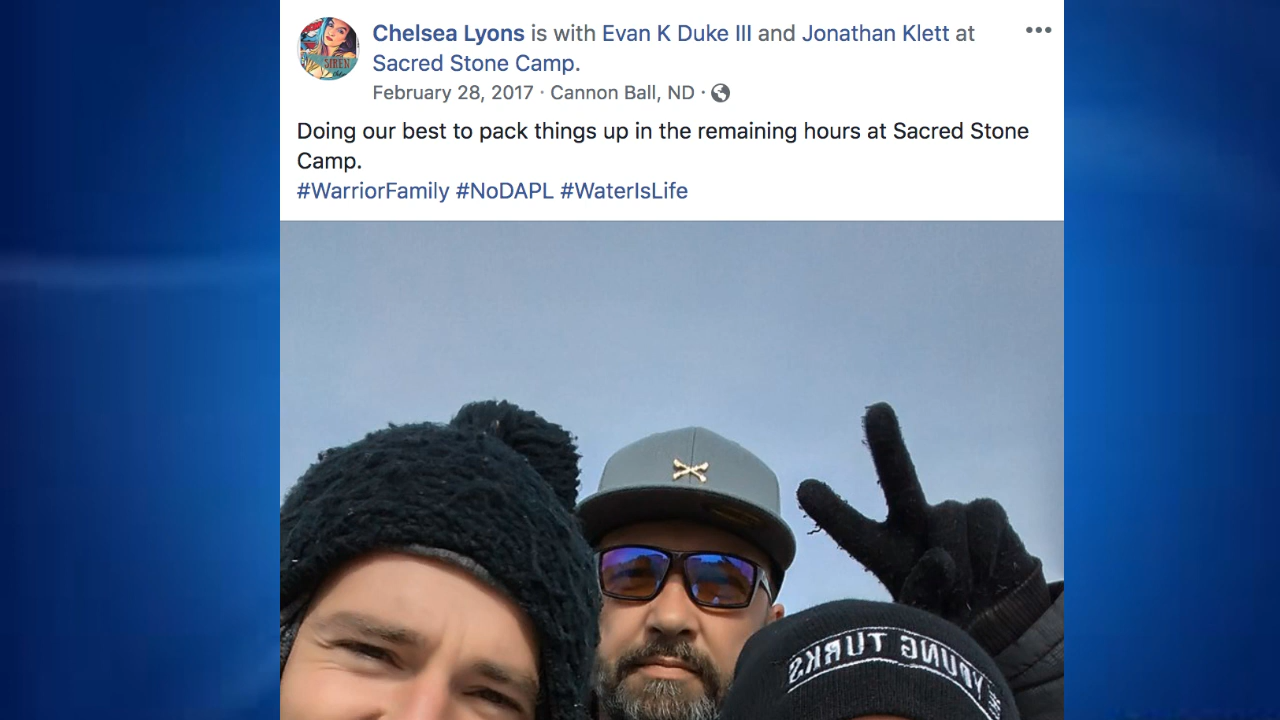 SIREN
Chelsea Lyons is with Evan K Duke III and Jonathan Klett at
Sacred Stone Camp.
February 28, 2017 · Cannon Ball, ND ·
Doing our best to pack things up in the remaining hours at Sacred Stone
Camp.
#WarriorFamily #NoDAPL #WaterIsLife
YOUNG TURKS